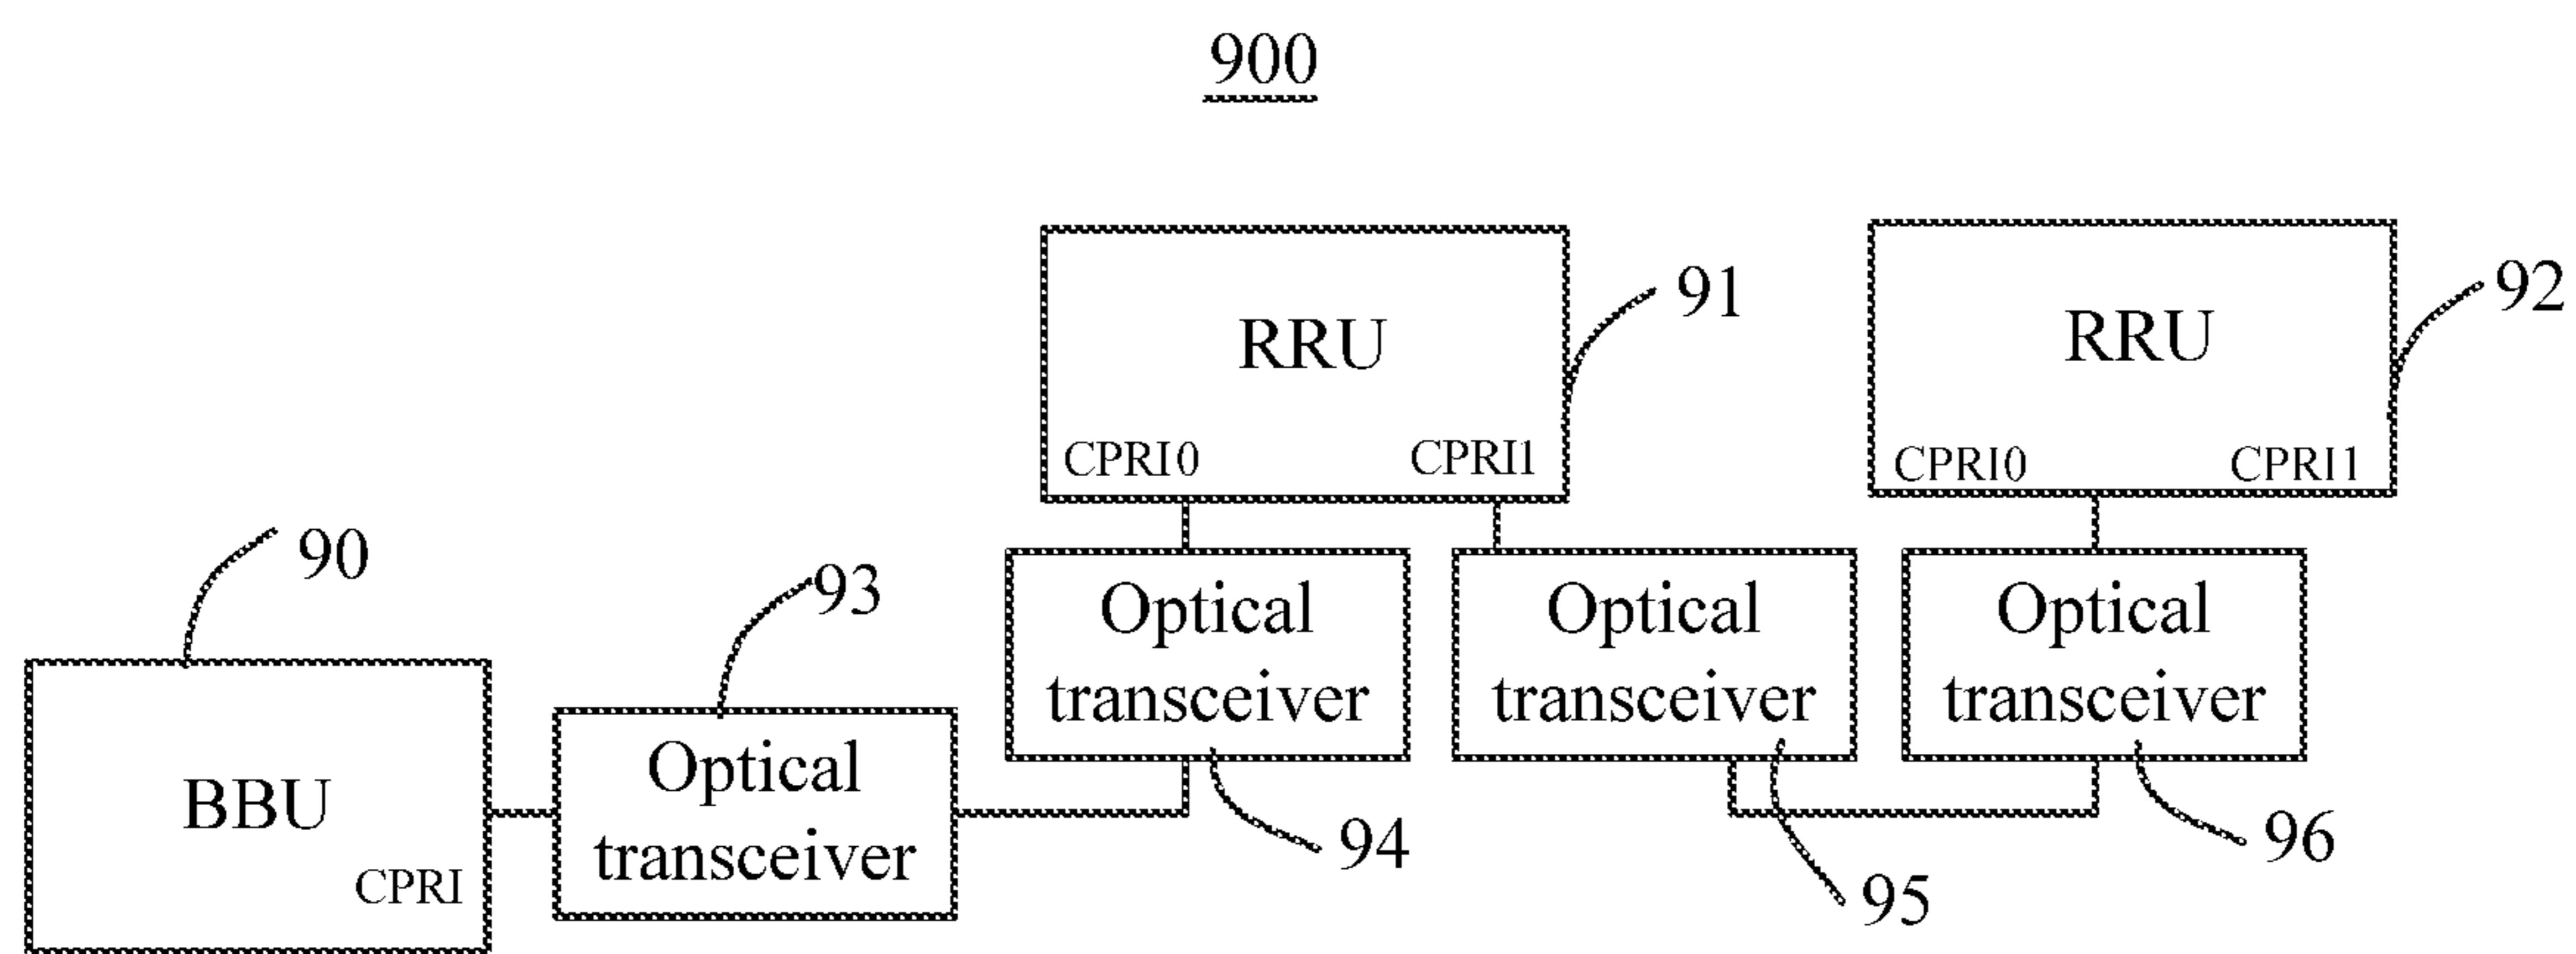 900
RRU
CPRI0 CPRI1
91
RRU
CPRI0 CPRI1
92
90
BBU
CPRI
93
Optical
transceiver
Optical
transceiver
94
Optical
transceiver
95
Optical
transceiver
96